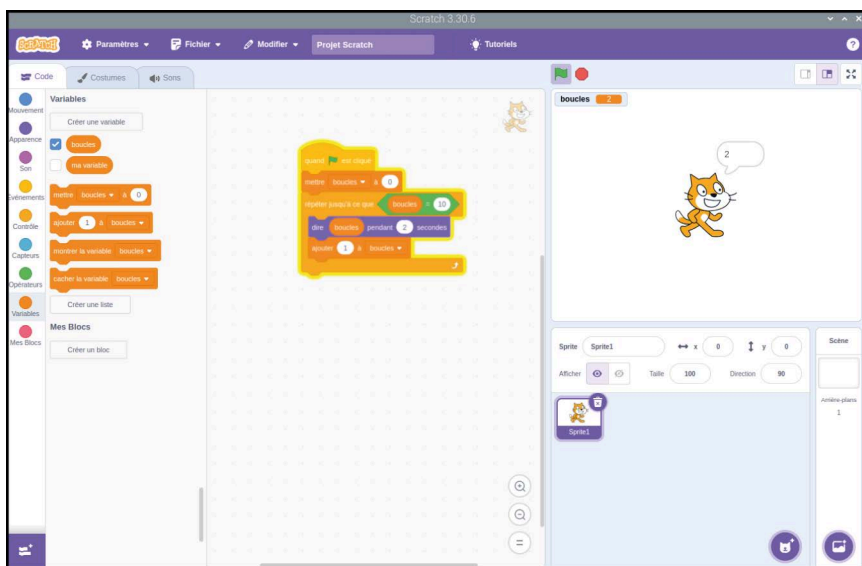 Scratch 3.30.6
SCRATCH
Paramètres
Fichier
Modifier
Projet Scratch
Tutoriels
?
Code
Costumes
Sons
Mouvement
Apparence
Son
Événements
Contrôle
Capteurs
Opérateurs
Variables
Mes Blocs
Variables
Créer une variable
boucles
ma variable
mettre boucles à 0
ajouter 1 à boucles
montrer la variable boucles
cacher la variable boucles
Créer une liste
Mes Blocs
Créer un bloc
quand est cliqué
mettre boucles à 0
répéter jusqu'à ce que boucles = 10
dire boucles pendant 2 secondes
ajouter 1 à boucles
boucles 2
2
Sprite Sprite1 x 0 y 0
Afficher Taille 100 Direction 90
Sprite1
Scène
Arrière-plans
1